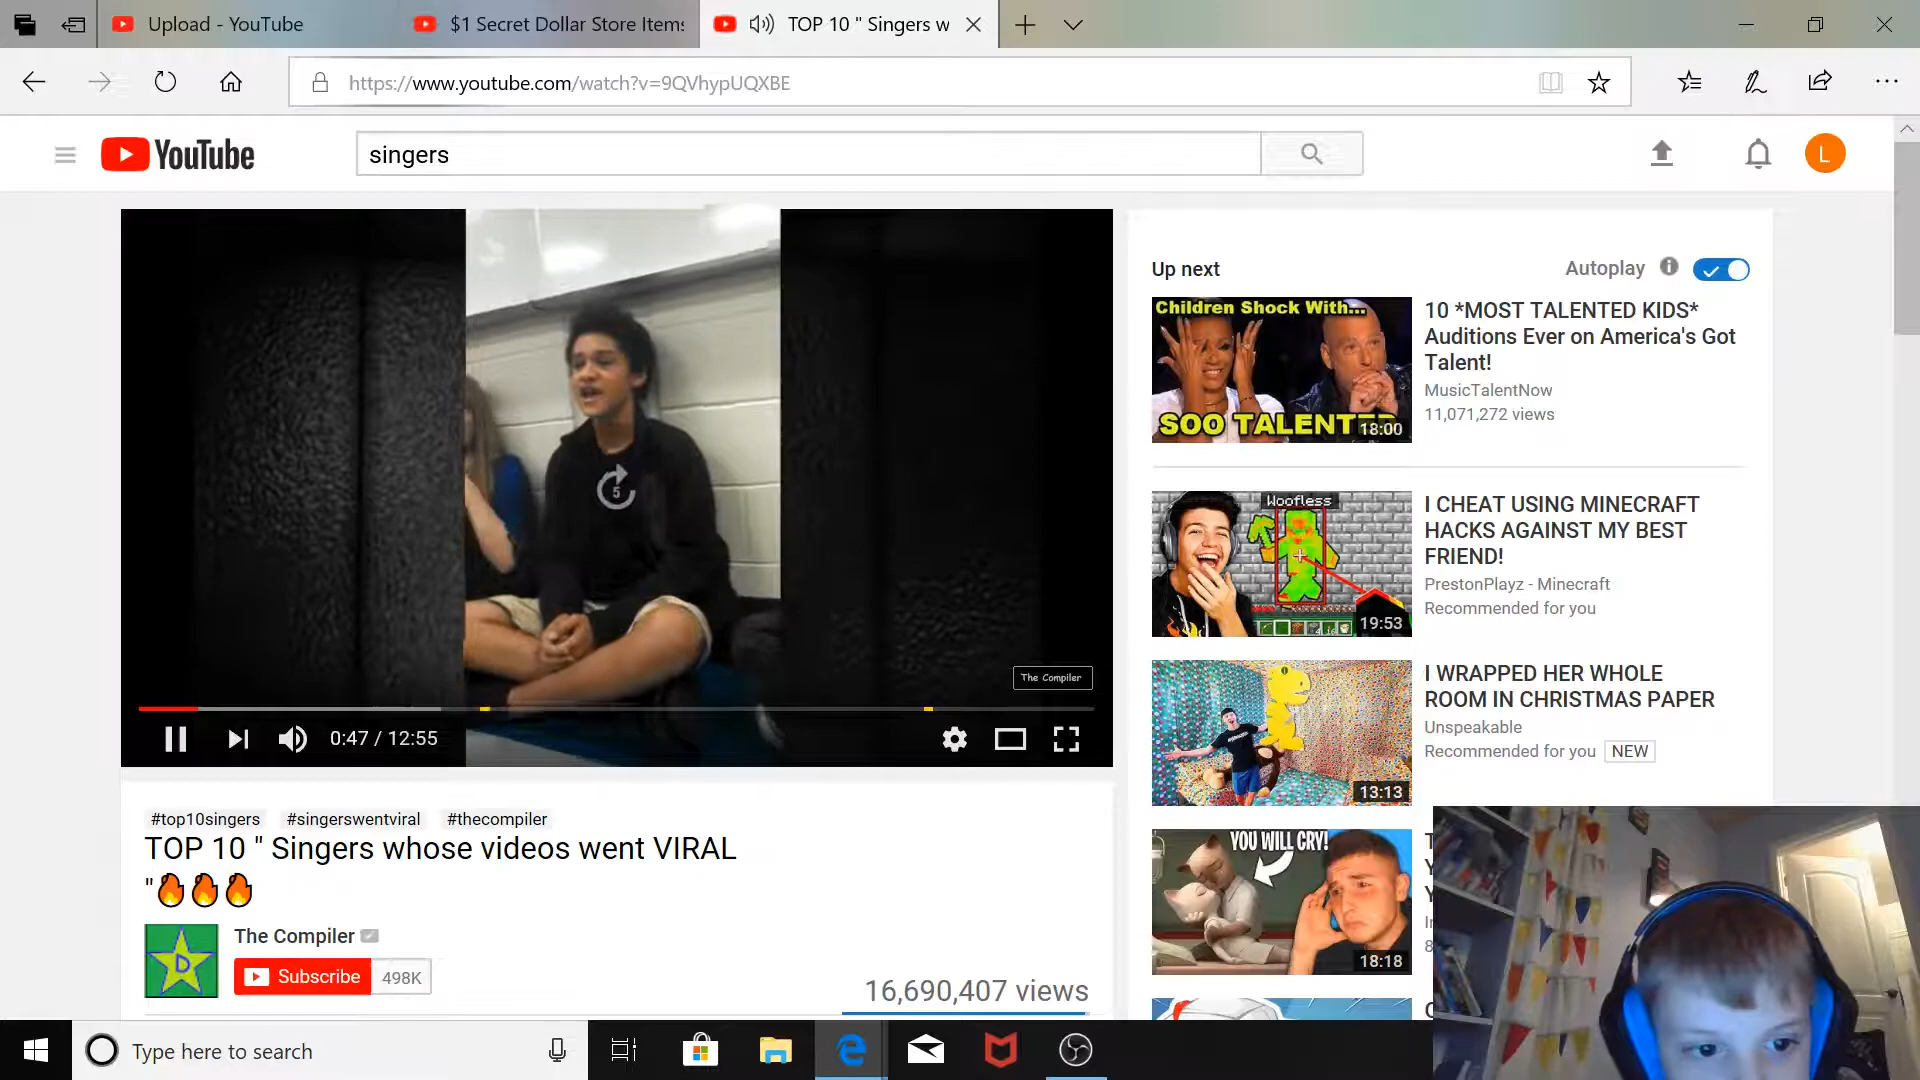 Upload - YouTube
$1 Secret Dollar Store Items
TOP 10 " Singers w
https://www.youtube.com/watch?v=9QVhypUQXBE
YouTube
singers
L
5
The Compiler
0:47 / 12:55
#top10singers #singerswentviral #thecompiler
TOP 10 " Singers whose videos went VIRAL
"🔥🔥🔥
D
The Compiler
Subscribe 498K
16,690,407 views
Up next
Autoplay
Children Shock With...
SOO TALENTED
18:00
10 *MOST TALENTED KIDS*
Auditions Ever on America's Got
Talent!
MusicTalentNow
11,071,272 views
Woofless
19:53
I CHEAT USING MINECRAFT
HACKS AGAINST MY BEST
FRIEND!
PrestonPlayz - Minecraft
Recommended for you
13:13
I WRAPPED HER WHOLE
ROOM IN CHRISTMAS PAPER
Unspeakable
Recommended for you NEW
YOU WILL CRY!
18:18
Type here to search